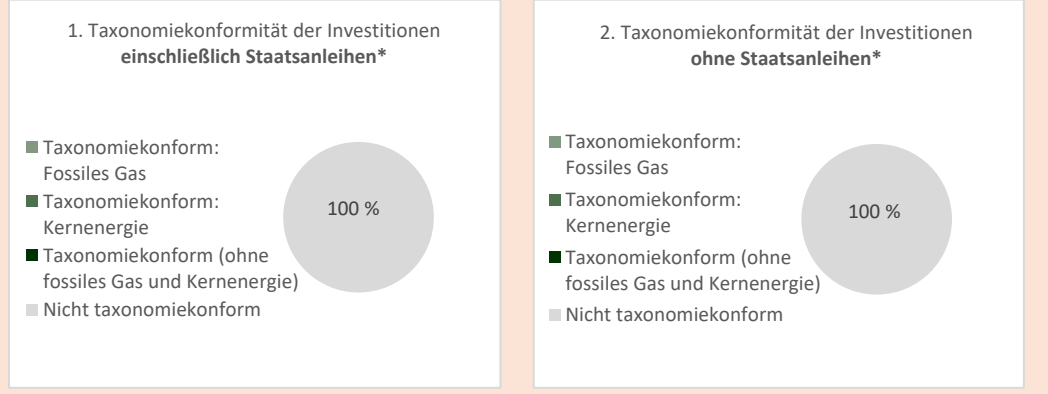 1. Taxonomiekonformität der Investitionen
einschließlich Staatsanleihen*
Taxonomiekonform:
Fossiles Gas
Taxonomiekonform:
Kernenergie
Taxonomiekonform (ohne
fossiles Gas und Kernenergie)
Nicht taxonomiekonform
100 %
2. Taxonomiekonformität der Investitionen
ohne Staatsanleihen*
Taxonomiekonform:
Fossiles Gas
Taxonomiekonform:
Kernenergie
Taxonomiekonform (ohne
fossiles Gas und Kernenergie)
Nicht taxonomiekonform
100 %